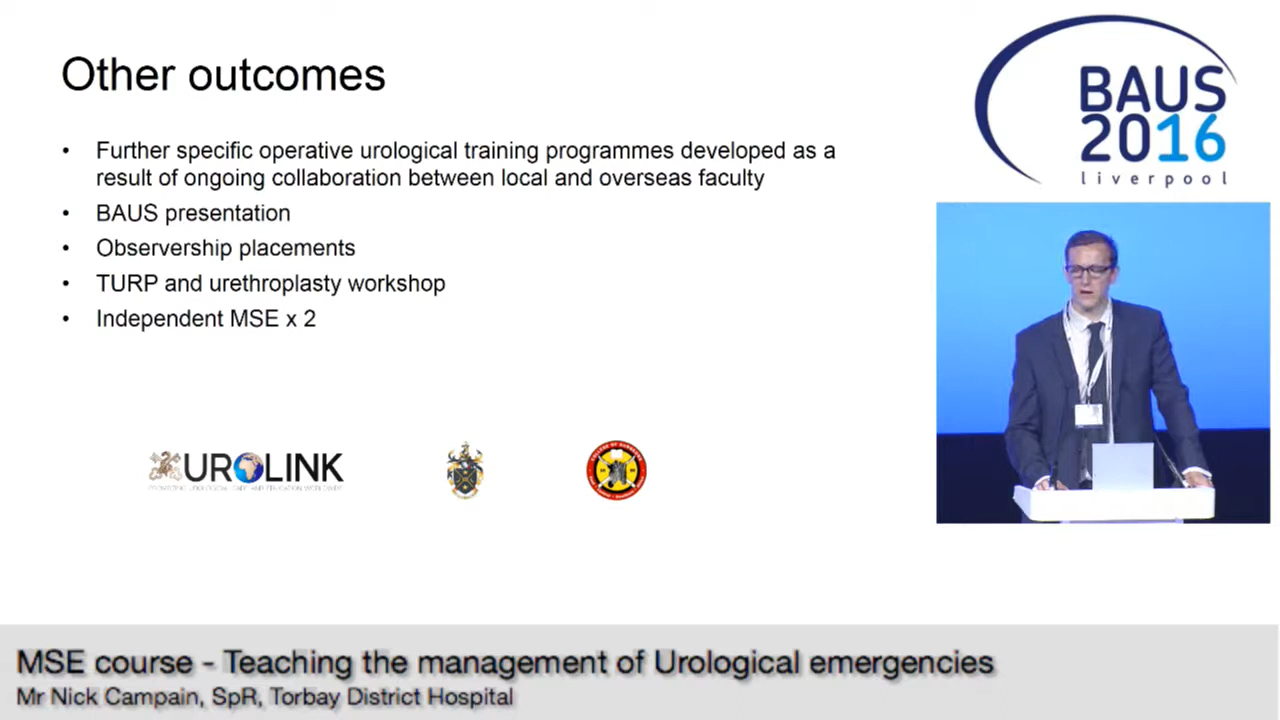 Other outcomes
• Further specific operative urological training programmes developed as a
result of ongoing collaboration between local and overseas faculty
• BAUS presentation
• Observership placements
• TURP and urethroplasty workshop
• Independent MSE x 2
BAUS
2016
liverpool
UROLINK
MSE course - Teaching the management of Urological emergencies
Mr Nick Campain, SpR, Torbay District Hospital